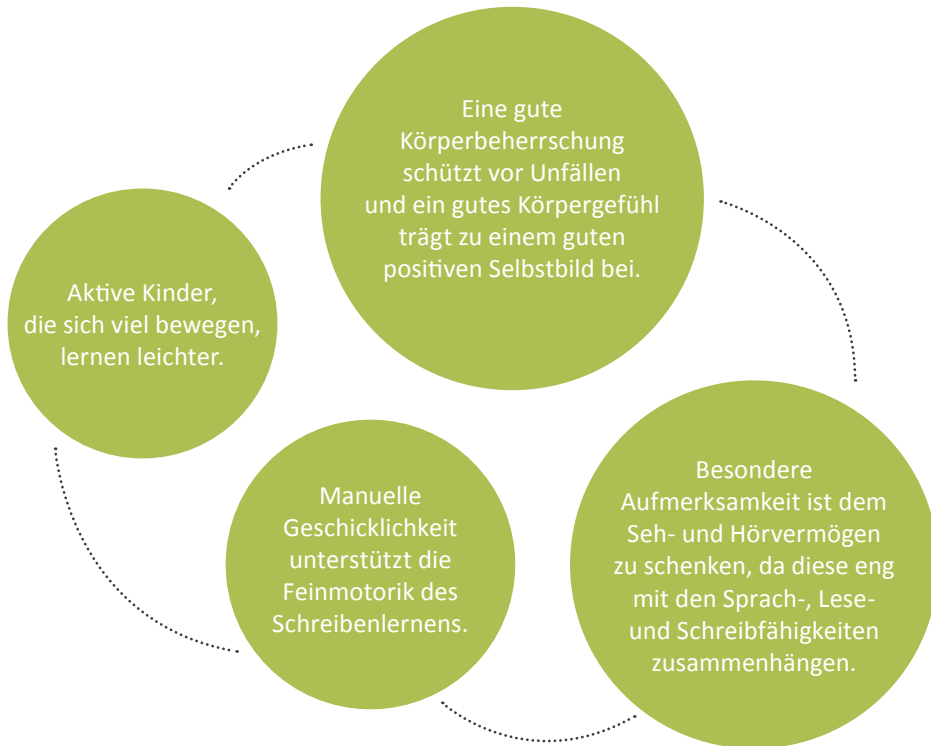 Eine gute
Körperbeherrschung
schützt vor Unfällen
und ein gutes Körpergefühl
trägt zu einem guten
positiven Selbstbild bei.
Aktive Kinder,
die sich viel bewegen,
lernen leichter.
Manuelle
Geschicklichkeit
unterstützt die
Feinmotorik des
Schreibenlernens.
Besondere
Aufmerksamkeit ist dem
Seh- und Hörvermögen
zu schenken, da diese eng
mit den Sprach-, Lese-
und Schreibfähigkeiten
zusammenhängen.